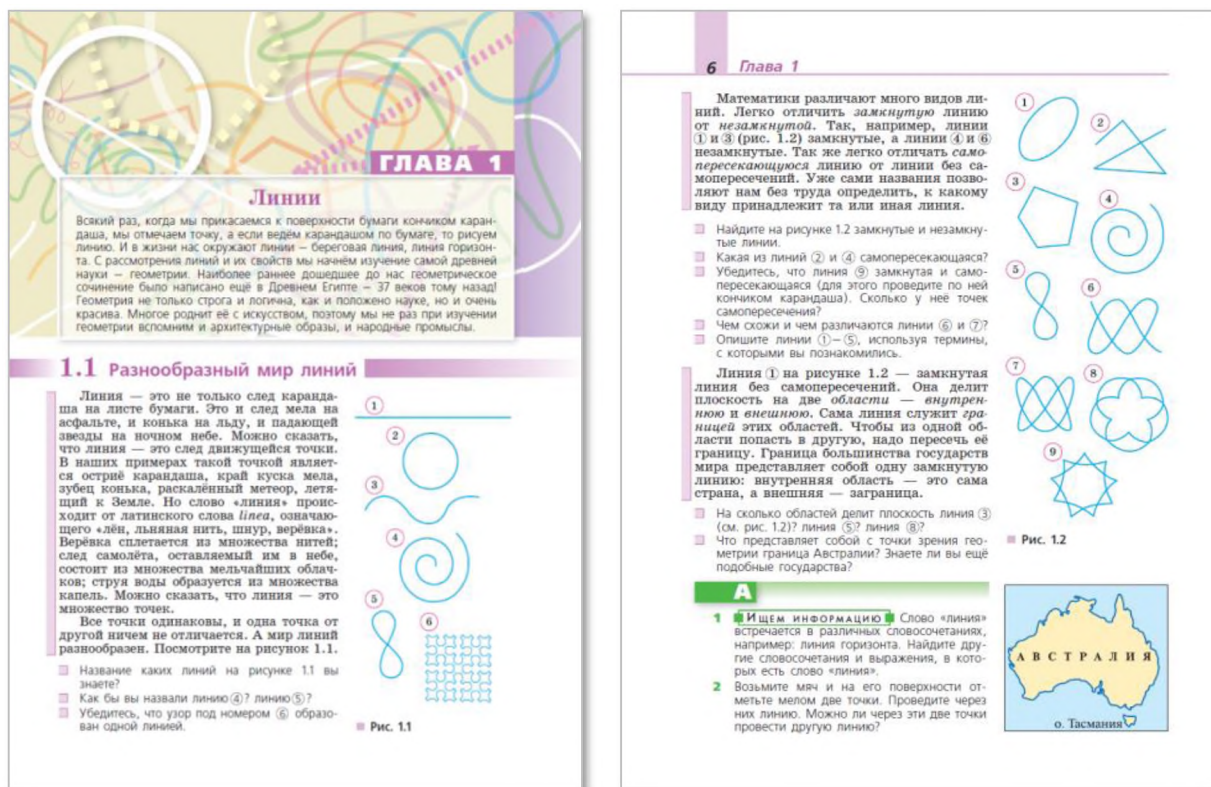 ГЛАВА 1
Линии
Всякий раз, когда мы прикасаемся к поверхности бумаги кончиком каран-
даша, мы отмечаем точку, а если ведём карандашом по бумаге, то рисуем
линию. И в жизни нас окружают линии – береговая линия, линия горизон-
та. С рассмотрения линий и их свойств мы начнём изучение самой древней
науки – геометрии. Наиболее раннее дошедшее до нас геометрическое
сочинение было написано ещё в Древнем Египте – 37 веков тому назад!
Геометрия не только строга и логична, как и положено науке, но и очень
красива. Многое роднит её с искусством, поэтому мы не раз при изучении
геометрии вспомним и архитектурные образы, и народные промыслы.
1.1 Разнообразный мир линий
Линия — это не только след каранда-
ша на листе бумаги. Это и след мела на
асфальте, и конька на льду, и падающей
звезды на ночном небе. Можно сказать,
что линия — это след движущейся точки.
В наших примерах такой точкой являет-
ся остриё карандаша, край куска мела,
зубец конька, раскалённый метеор, летя-
щий к Земле. Но слово «линия» проис-
ходит от латинского слова linea, означаю-
щего «лён, льняная нить, шнур, верёвка».
Верёвка сплетается из множества нитей;
след самолёта, оставляемый им в небе,
состоит из множества мельчайших облач-
ков; струя воды образуется из множества
капель. Можно сказать, что линия — это
множество точек.
Все точки одинаковы, и одна точка от
другой ничем не отличается. А мир линий
разнообразен. Посмотрите на рисунок 1.1.
Название каких линий на рисунке 1.1 вы
знаете?
Как бы вы назвали линию ④? линию ⑤?
Убедитесь, что узор под номером ⑥ образо-
ван одной линией.
1
2
3
4
5
6
Рис. 1.1
6 Глава 1
Математики различают много видов ли-
ний. Легко отличить замкнутую линию
от незамкнутой. Так, например, линии
① и ③ (рис. 1.2) замкнутые, а линии ④ и ⑥
незамкнутые. Так же легко отличать само-
пересекающуюся линию от линии без са-
мопересечений. Уже сами названия позво-
ляют нам без труда определить, к какому
виду принадлежит та или иная линия.
Найдите на рисунке 1.2 замкнутые и незамкну-
тые линии.
Какая из линий ② и ④ самопересекающаяся?
Убедитесь, что линия ⑨ замкнутая и само-
пересекающаяся (для этого проведите по ней
кончиком карандаша). Сколько у неё точек
самопересечения?
Чем схожи и чем различаются линии ⑥ и ⑦?
Опишите линии ①–⑤, используя термины,
с которыми вы познакомились.
Линия ① на рисунке 1.2 — замкнутая
линия без самопересечений. Она делит
плоскость на две области — внутрен-
нюю и внешнюю. Сама линия служит гра-
ницей этих областей. Чтобы из одной об-
ласти попасть в другую, надо пересечь её
границу. Граница большинства государств
мира представляет собой одну замкнутую
линию: внутренняя область — это сама
страна, а внешняя — заграница.
На сколько областей делит плоскость линия ③
(см. рис. 1.2)? линия ⑤? линия ⑧?
Что представляет собой с точки зрения гео-
метрии граница Австралии? Знаете ли вы ещё
подобные государства?
1
2
3
4
5
6
7
8
9
Рис. 1.2
А
1 Ищем информацию Слово «линия»
встречается в различных словосочетаниях,
например: линия горизонта. Найдите дру-
гие словосочетания и выражения, в кото-
рых есть слово «линия».
2 Возьмите мяч и на его поверхности от-
метьте мелом две точки. Проведите через
них линию. Можно ли через эти две точки
провести другую линию?
АВСТРАЛИЯ
о. Тасмания